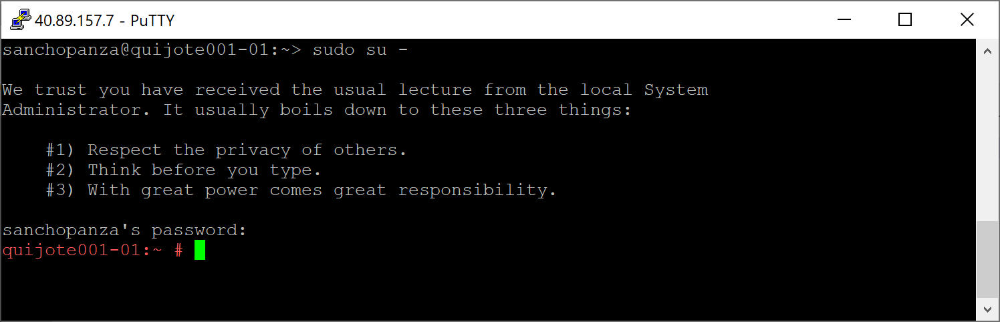 40.89.157.7 - PuTTY
sanchopanza@quijote001-01:~> sudo su -
We trust you have received the usual lecture from the local System
Administrator. It usually boils down to these three things:
#1) Respect the privacy of others.
#2) Think before you type.
#3) With great power comes great responsibility.
sanchopanza's password:
quijote001-01:~ #